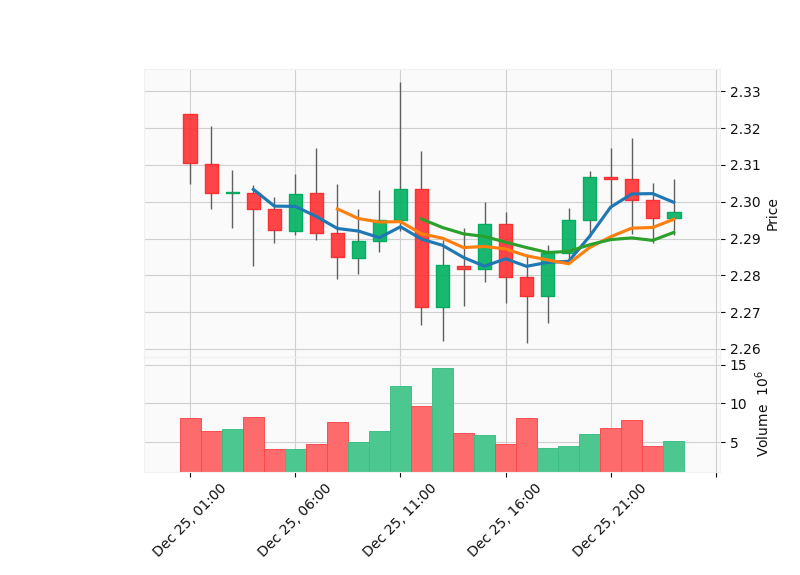 2.33
2.32
2.31
2.30
2.29
2.28
2.27
2.26
Price
15
10
5
Volume 10^6
Dec 25, 01:00
Dec 25, 06:00
Dec 25, 11:00
Dec 25, 16:00
Dec 25, 21:00